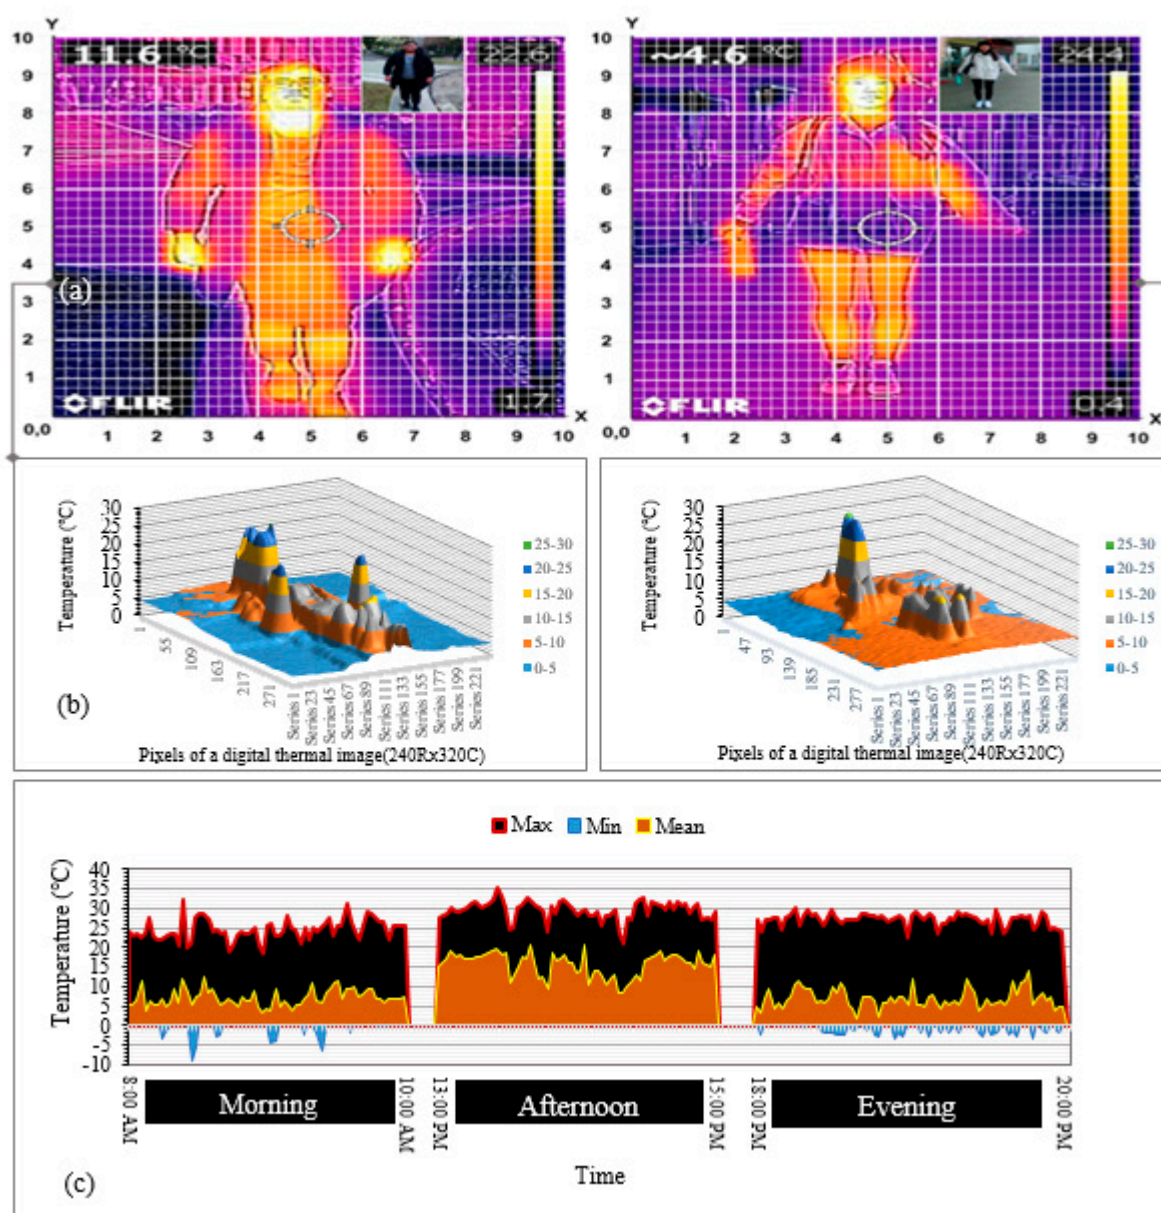 Y
10
9
8
7
6
5
4
3
2
1
0,0
1 2 3 4 5 6 7 8 9 10
X
11.6 °C
22.6
FLIR
1.7
(a)
Y
10
9
8
7
6
5
4
3
2
1
0,0
1 2 3 4 5 6 7 8 9 10
X
~4.6 °C
24.4
FLIR
0.4
Temperature (°C)
30
25
20
15
10
5
0
1 55 109 163 217 271
Series 1 Series 23 Series 45 Series 67 Series 89 Series 111 Series 133 Series 155 Series 177 Series 199 Series 221
25-30
20-25
15-20
10-15
5-10
0-5
Pixels of a digital thermal image(240Rx320C)
(b)
Temperature (°C)
30
25
20
15
10
5
0
1 47 93 139 185 231 277
Series 1 Series 23 Series 45 Series 67 Series 89 Series 111 Series 133 Series 155 Series 177 Series 199 Series 221
25-30
20-25
15-20
10-15
5-10
0-5
Pixels of a digital thermal image(240Rx320C)
Max Min Mean
Temperature (°C)
40
35
30
25
20
15
10
5
0
-5
-10
8:00 AM Morning 10:00 AM 13:00 PM Afternoon 15:00 PM 18:00 PM Evening 20:00 PM
Time
(c)